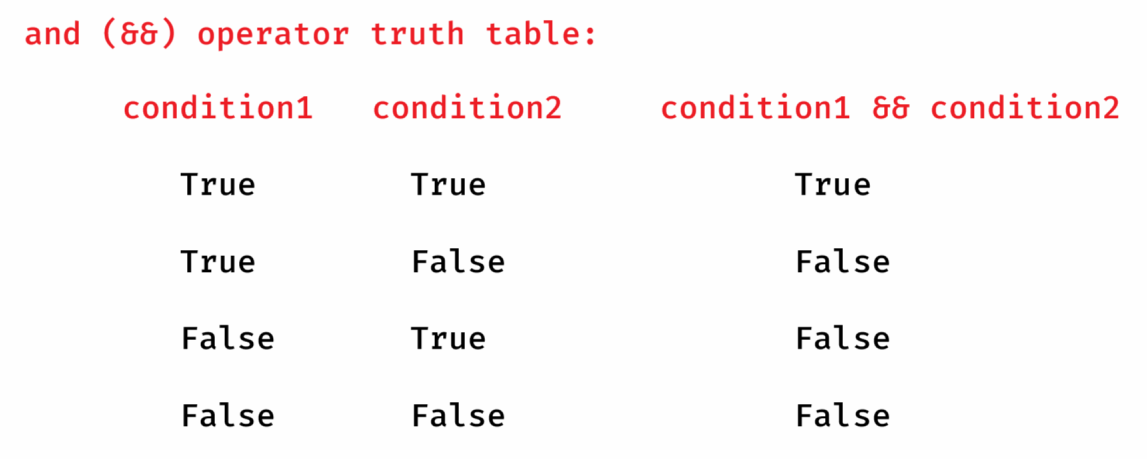 and (&&) operator truth table:
condition1 condition2 condition1 && condition2
True True True
True False False
False True False
False False False